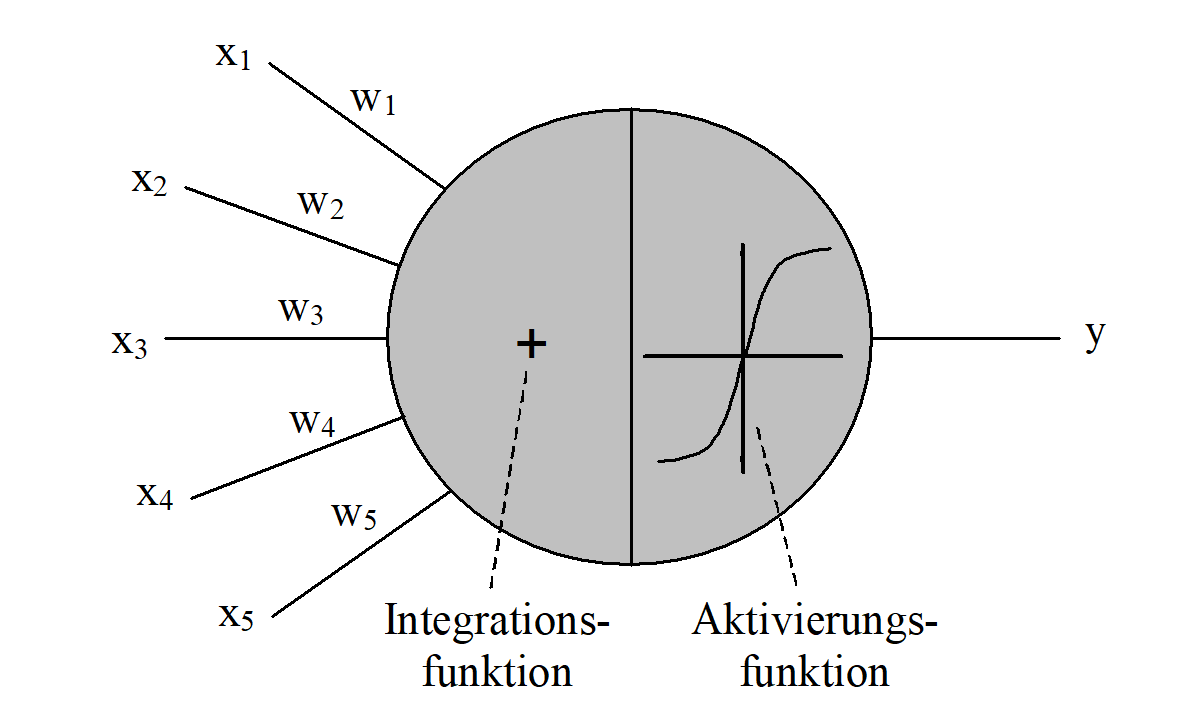 x₁
w₁
x₂
w₂
w₃
x₃
y
w₄
x₄
w₅
x₅
+
Integrations-
funktion
Aktivierungs-
funktion